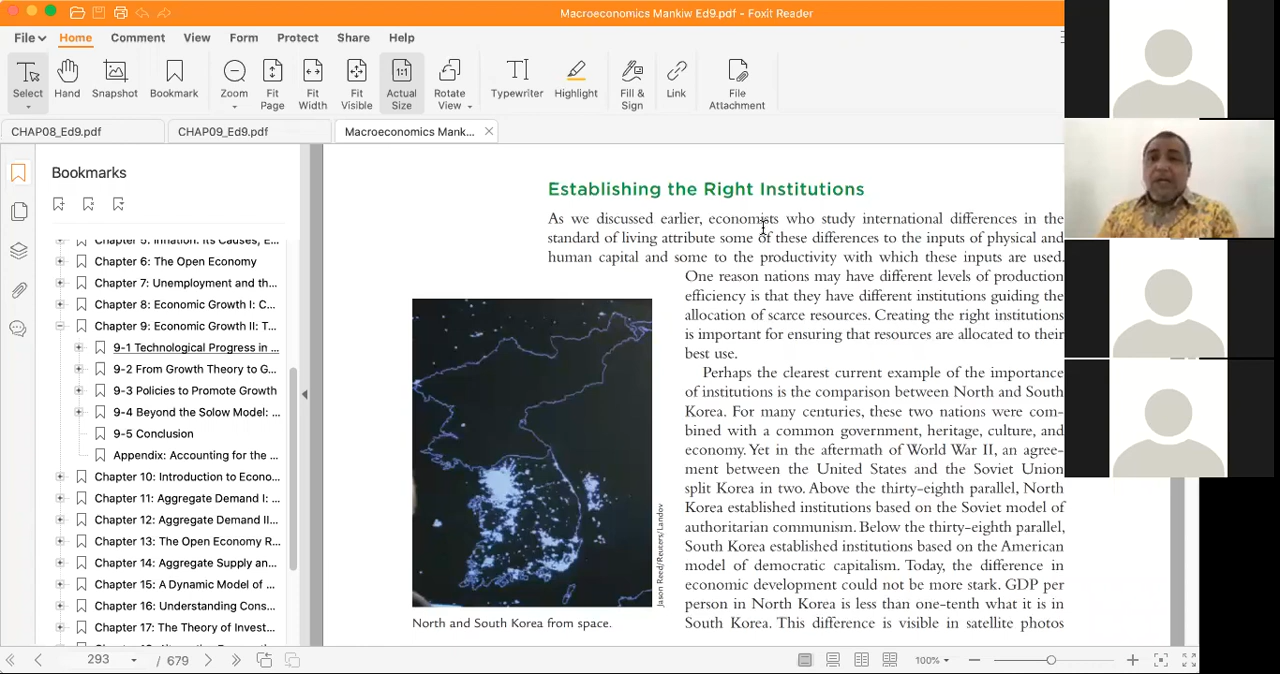 Macroeconomics Mankiw Ed9.pdf - Foxit Reader
File Home Comment View Form Protect Share Help
Select Hand Snapshot Bookmark Zoom Fit Page Fit Width Fit Visible Actual Size Rotate View Typewriter Highlight Fill & Sign Link File Attachment
CHAP08_Ed9.pdf CHAP09_Ed9.pdf Macroeconomics Mank...
Bookmarks
Chapter 5: Inflation: Its Causes, E...
Chapter 6: The Open Economy
Chapter 7: Unemployment and th...
Chapter 8: Economic Growth I: C...
Chapter 9: Economic Growth II: T...
9-1 Technological Progress in ...
9-2 From Growth Theory to G...
9-3 Policies to Promote Growth
9-4 Beyond the Solow Model: ...
9-5 Conclusion
Appendix: Accounting for the ...
Chapter 10: Introduction to Econo...
Chapter 11: Aggregate Demand I: ...
Chapter 12: Aggregate Demand II...
Chapter 13: The Open Economy R...
Chapter 14: Aggregate Supply an...
Chapter 15: A Dynamic Model of ...
Chapter 16: Understanding Cons...
Chapter 17: The Theory of Invest...
Establishing the Right Institutions
As we discussed earlier, economists who study international differences in the
standard of living attribute some of these differences to the inputs of physical and
human capital and some to the productivity with which these inputs are used.
One reason nations may have different levels of production
efficiency is that they have different institutions guiding the
allocation of scarce resources. Creating the right institutions
is important for ensuring that resources are allocated to their
best use.
Perhaps the clearest current example of the importance
of institutions is the comparison between North and South
Korea. For many centuries, these two nations were com-
bined with a common government, heritage, culture, and
economy. Yet in the aftermath of World War II, an agree-
ment between the United States and the Soviet Union
split Korea in two. Above the thirty-eighth parallel, North
Korea established institutions based on the Soviet model of
authoritarian communism. Below the thirty-eighth parallel,
South Korea established institutions based on the American
model of democratic capitalism. Today, the difference in
economic development could not be more stark. GDP per
person in North Korea is less than one-tenth what it is in
South Korea. This difference is visible in satellite photos
Jason Reed/Reuters/Landov
North and South Korea from space.
293 / 679
100%